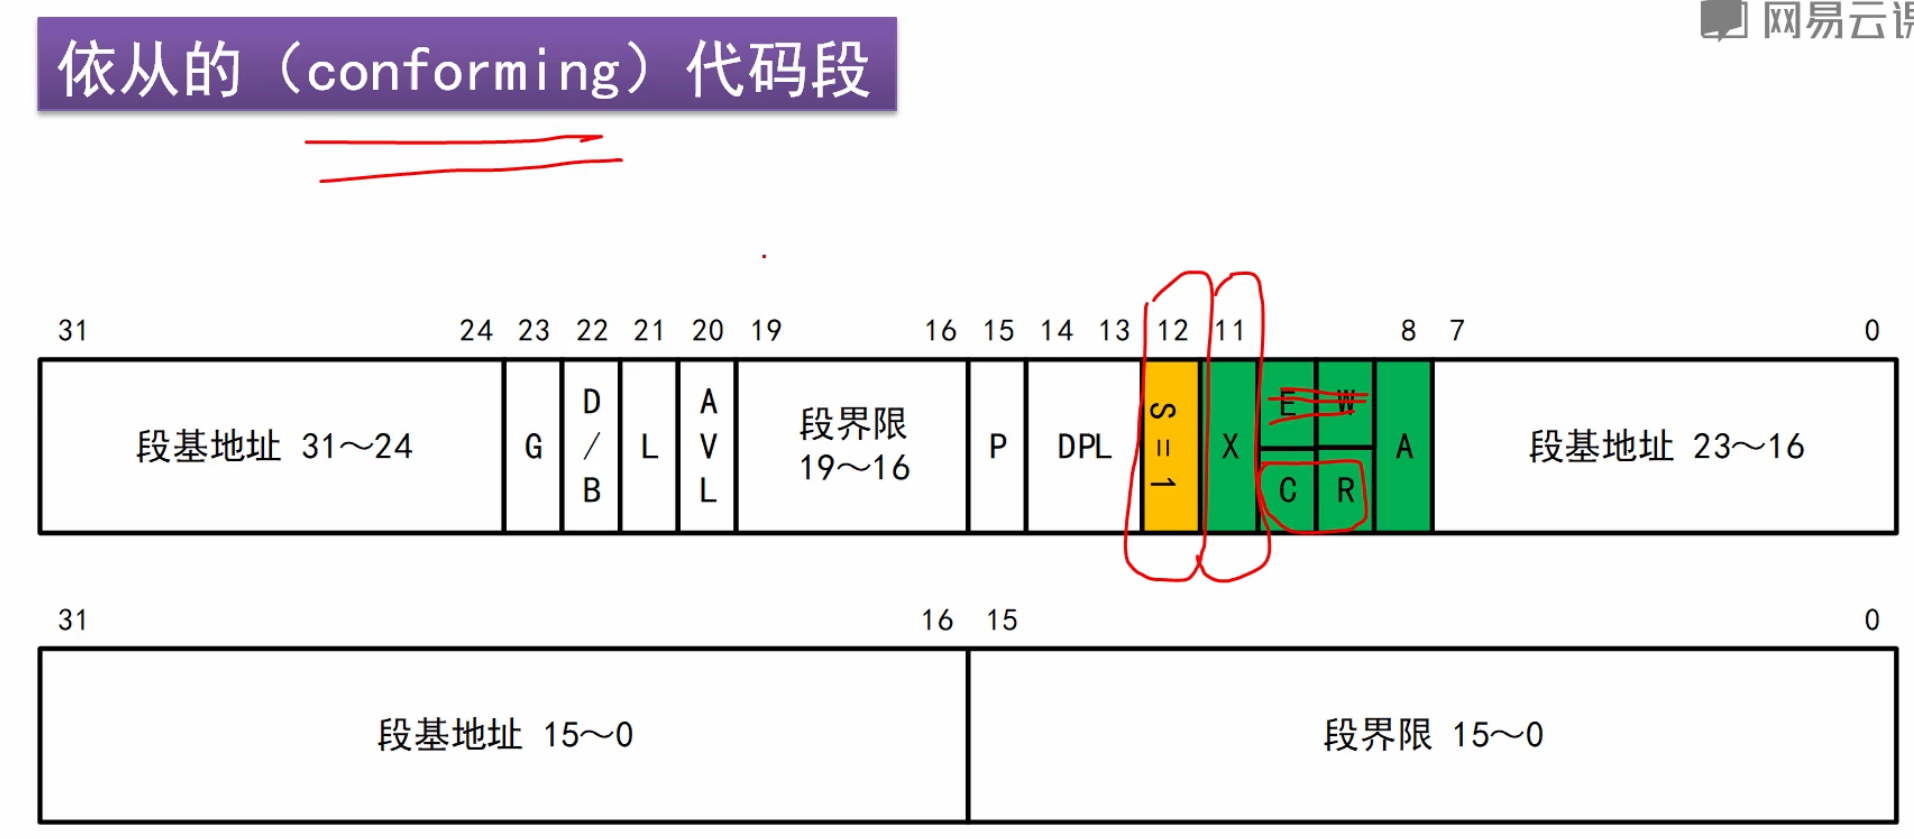 网易云课
依从的（conforming）代码段
31 24 23 22 21 20 19 16 15 14 13 12 11 8 7 0
段基地址 31～24 G D/B L AVL 段界限 19～16 P DPL S=1 X E W C R A 段基地址 23～16
31 16 15 0
段基地址 15～0 段界限 15～0